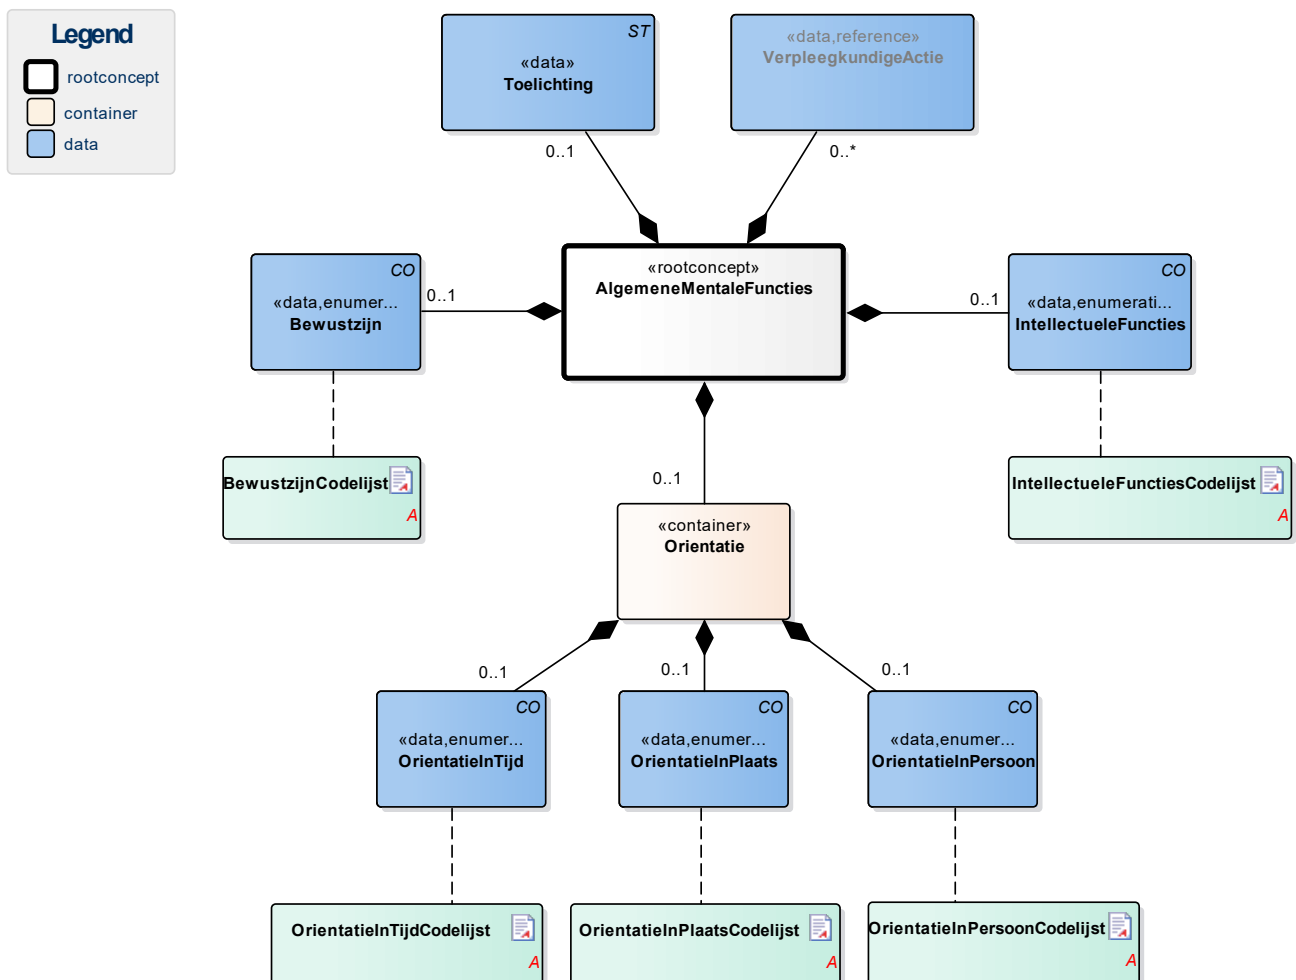 Legend
rootconcept
container
data
ST
«data»
Toelichting
«data,reference»
VerpleegkundigeActie
0..1
0..*
«rootconcept»
AlgemeneMentaleFuncties
CO
«data,enumer...
Bewustzijn
0..1
CO
«data,enumerati...
IntellectueleFuncties
0..1
BewustzijnCodelijst
A
IntellectueleFunctiesCodelijst
A
0..1
«container»
Orientatie
0..1
0..1
0..1
CO
«data,enumer...
OrientatieInTijd
CO
«data,enumer...
OrientatieInPlaats
CO
«data,enumer...
OrientatieInPersoon
OrientatieInTijdCodelijst
A
OrientatieInPlaatsCodelijst
A
OrientatieInPersoonCodelijst
A